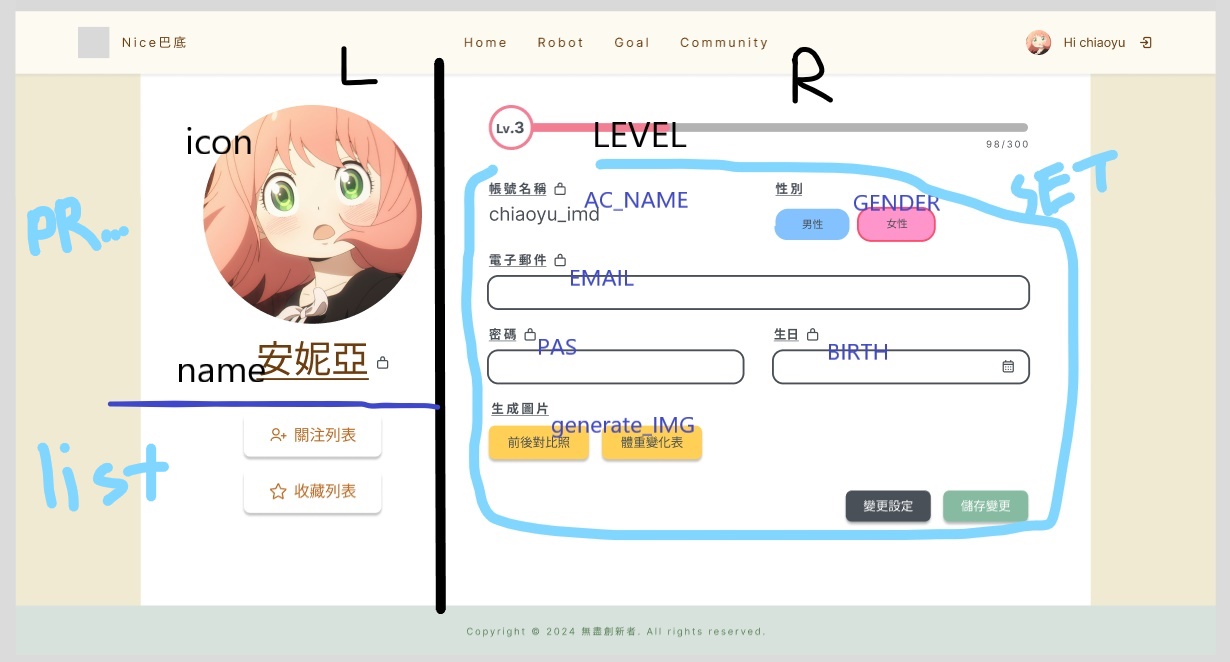 Nice巴底
Home Robot Goal Community
Hi chiaoyu
L
R
icon
Lv.3
LEVEL
98/300
SET
PR...
帳號名稱
AC_NAME
chiaoyu_imd
性別
GENDER
男性
女性
電子郵件
EMAIL
name
安妮亞
密碼
PAS
生日
BIRTH
list
關注列表
收藏列表
生成圖片
generate_IMG
前後對比照
體重變化表
變更設定
儲存變更
Copyright © 2024 無盡創新者. All rights reserved.